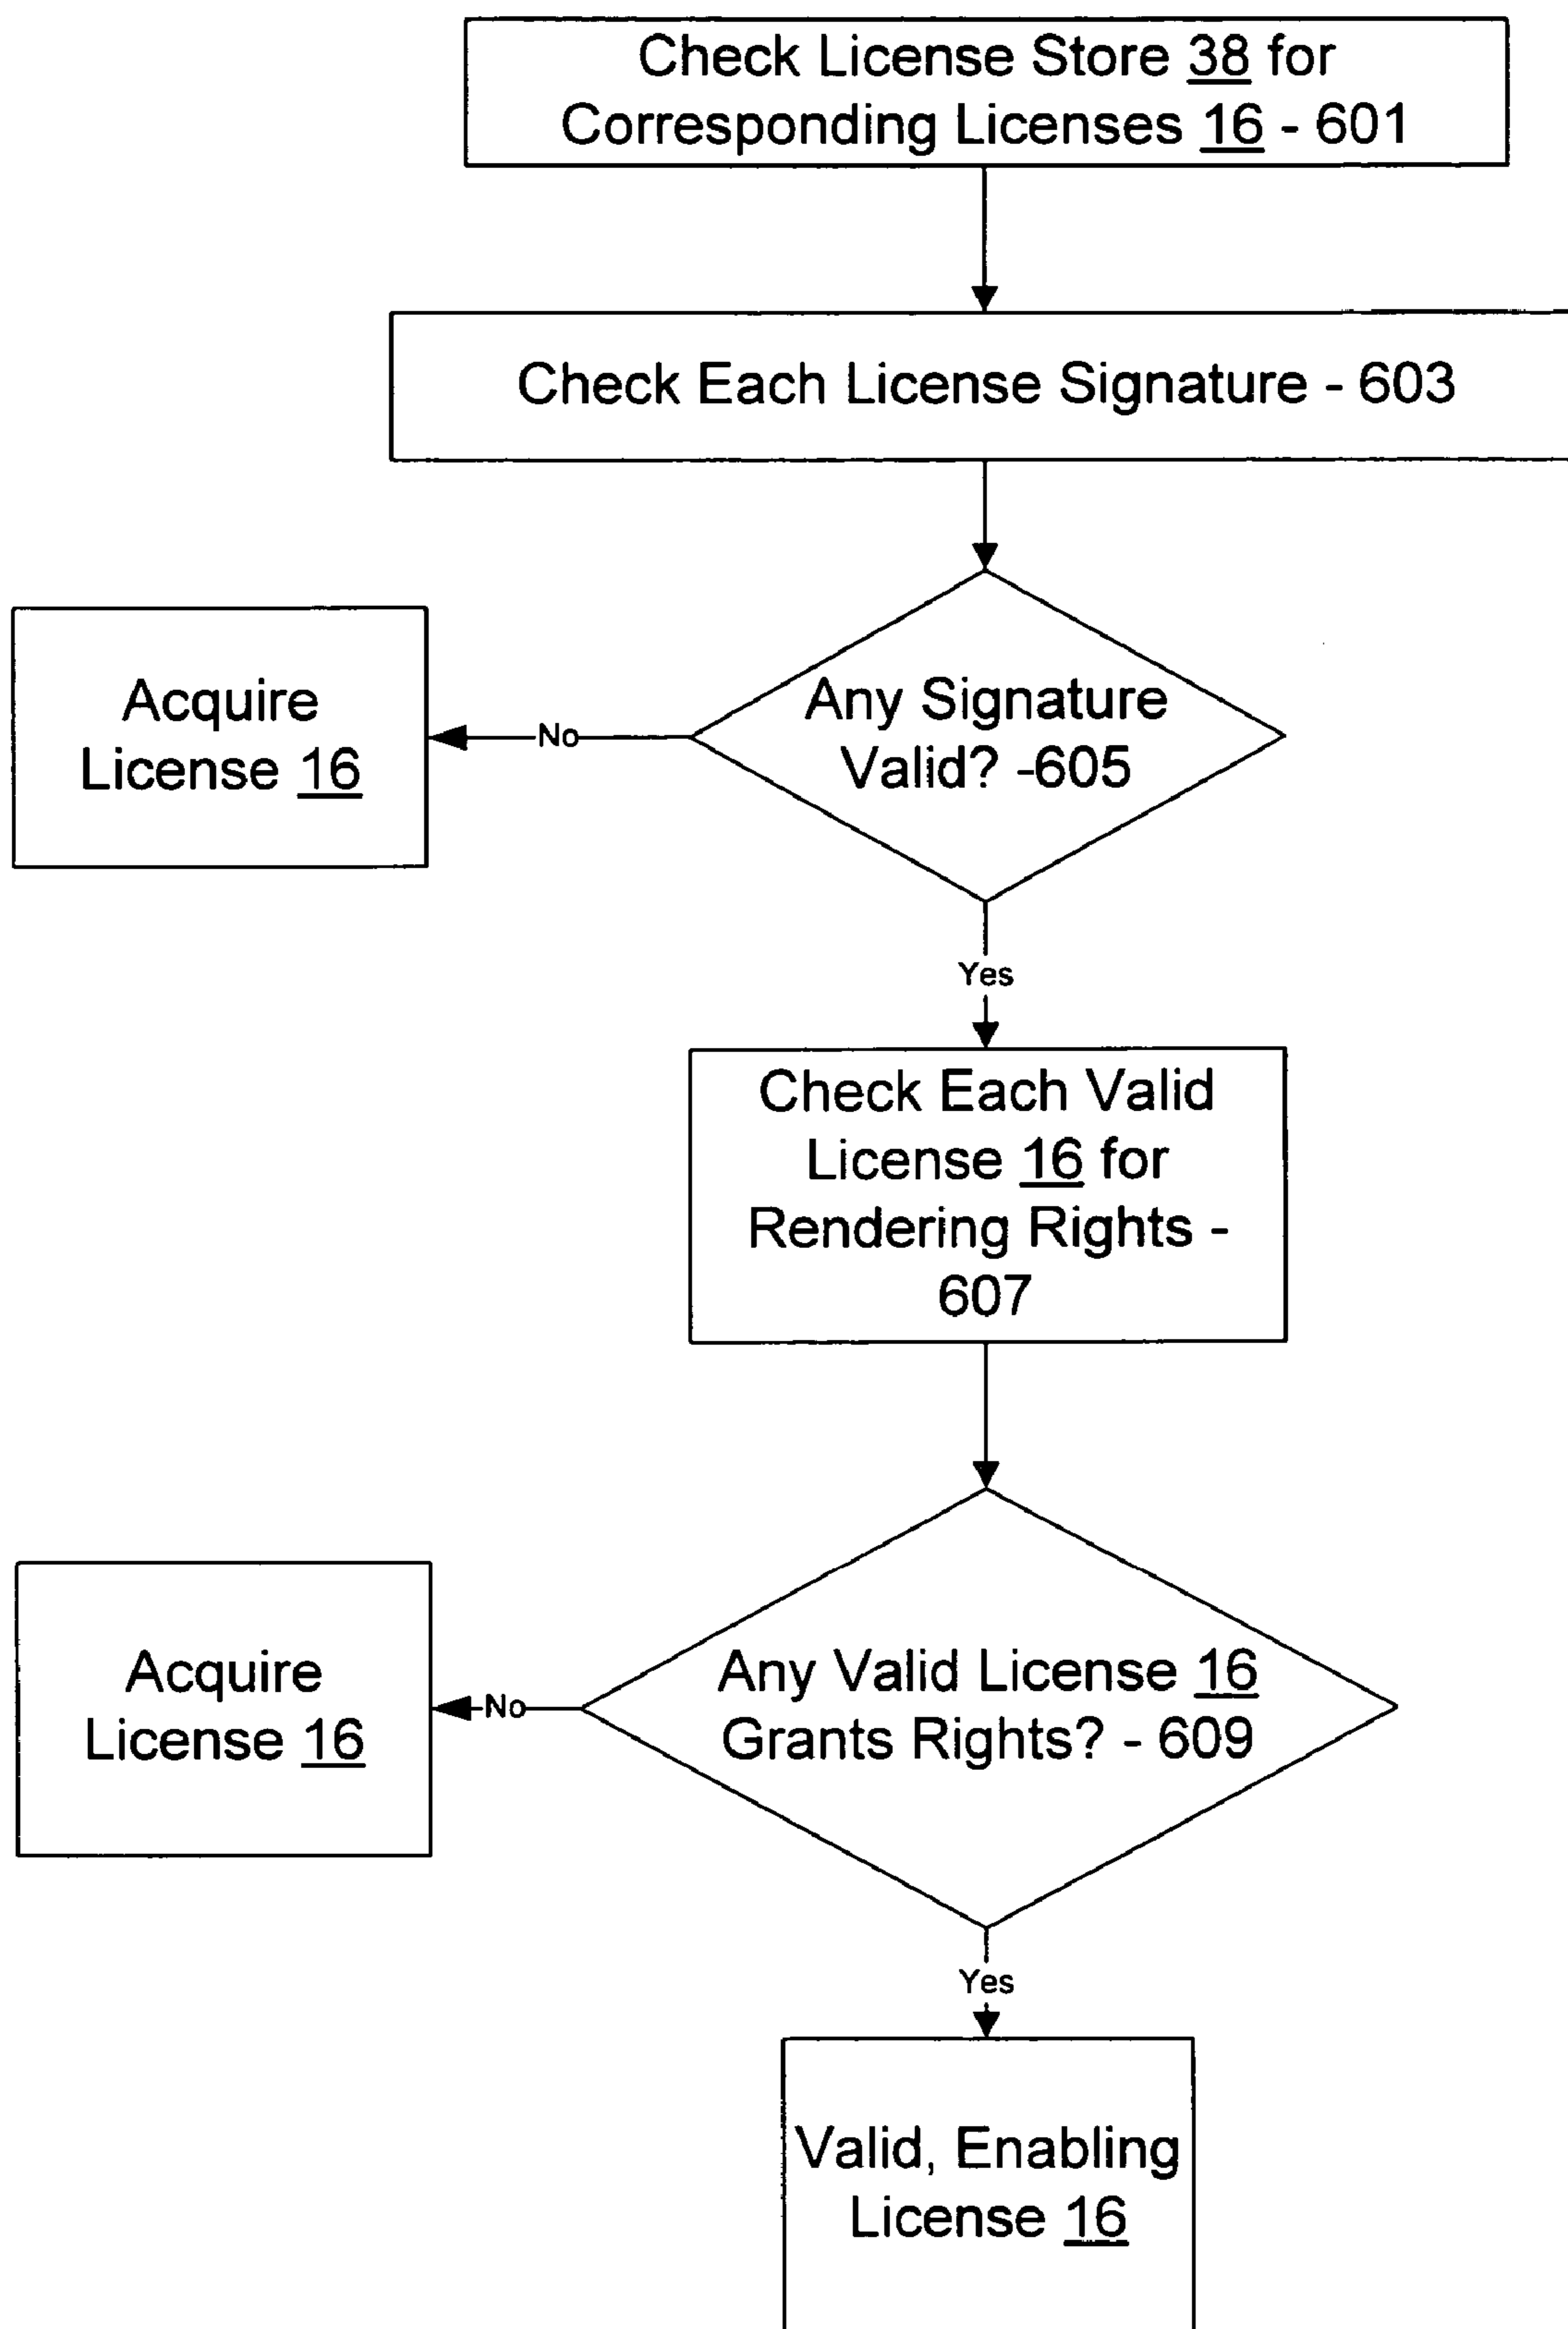 Check License Store 38 for
Corresponding Licenses 16 - 601
Check Each License Signature - 603
Any Signature
Valid? -605
No
Acquire
License 16
Yes
Check Each Valid
License 16 for
Rendering Rights -
607
Any Valid License 16
Grants Rights? - 609
No
Acquire
License 16
Yes
Valid, Enabling
License 16